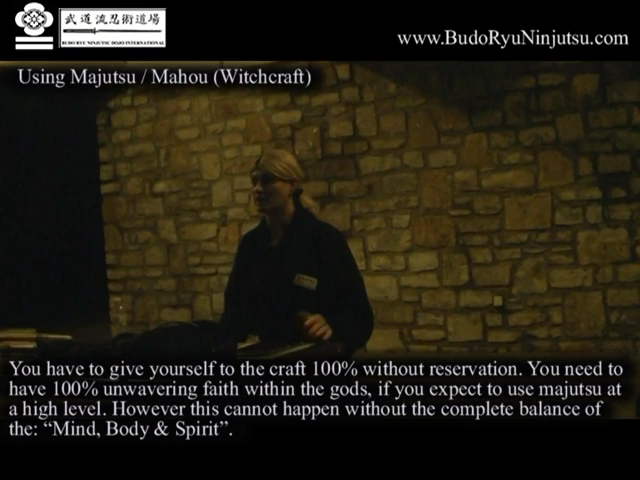 武道流忍術道場
BUDO RYU NINJUTSU DOJO INTERNATIONAL
www.BudoRyuNinjutsu.com
Using Majutsu / Mahou (Witchcraft)
You have to give yourself to the craft 100% without reservation. You need to
have 100% unwavering faith within the gods, if you expect to use majutsu at
a high level. However this cannot happen without the complete balance of
the: “Mind, Body & Spirit”.